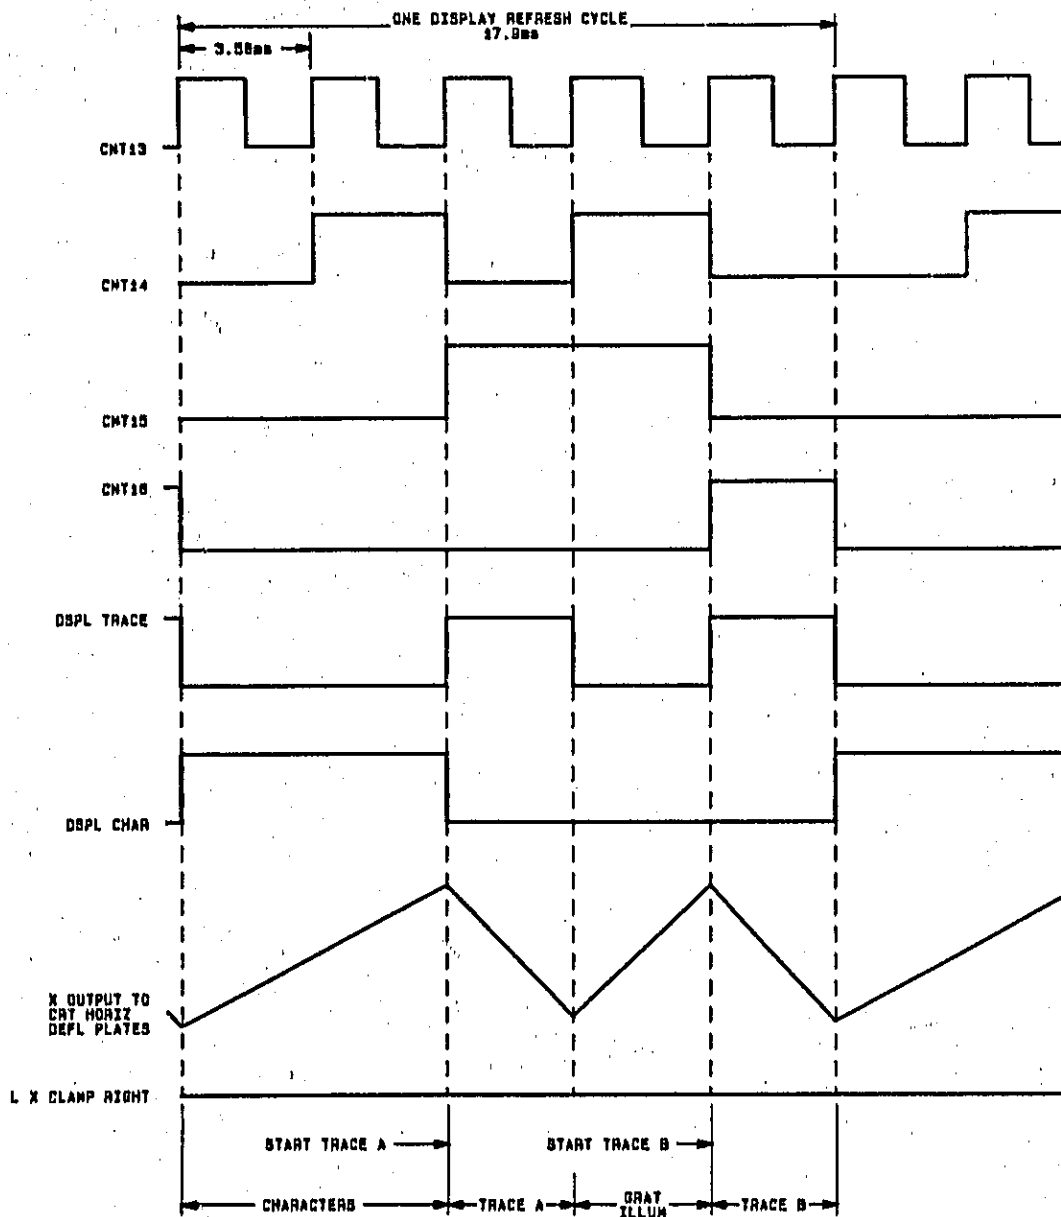 ONE DISPLAY REFRESH CYCLE
17.9ms
3.58ms
CNT13
CNT14
CNT15
CNT16
DSPL TRACE
DSPL CHAR
X OUTPUT TO
CRT HORIZ
DEFL PLATES
L X CLAMP RIGHT
START TRACE A
START TRACE B
CHARACTERS
TRACE A
GRAT
ILLUM
TRACE B